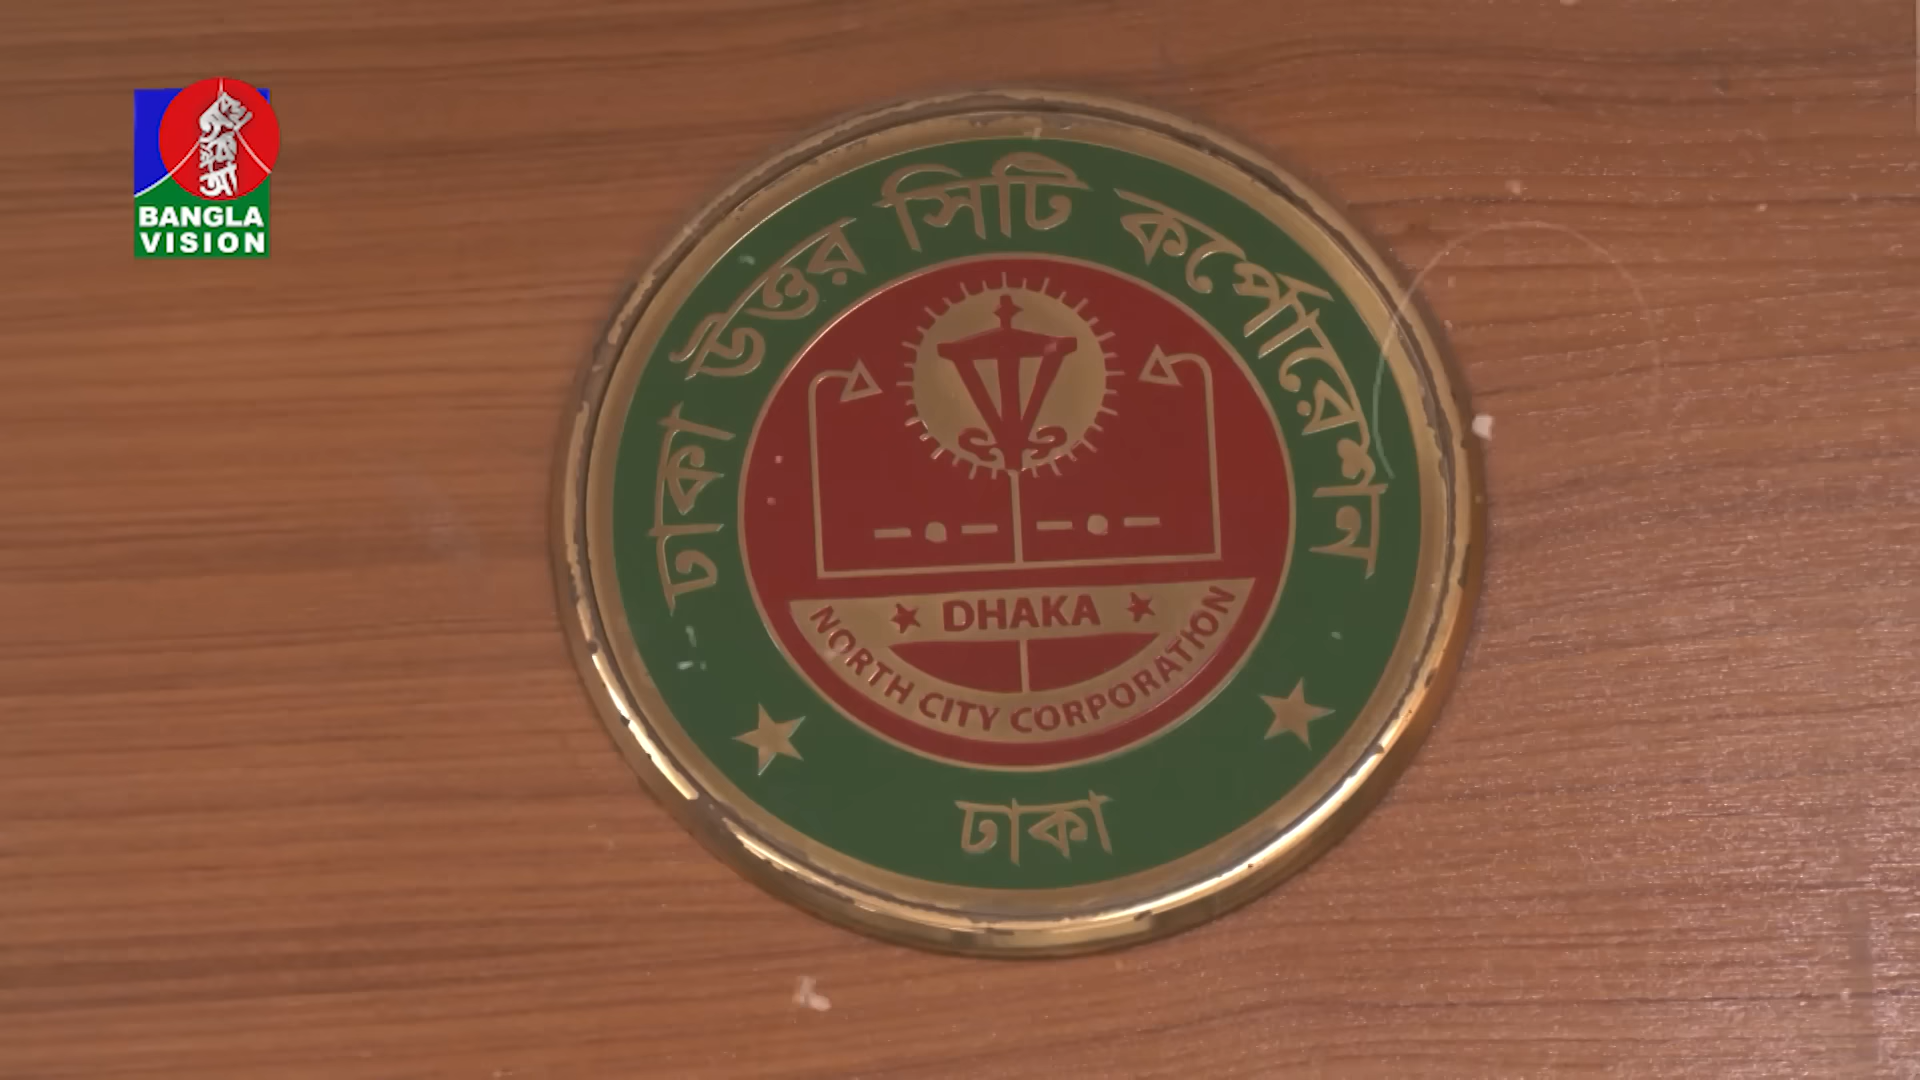 BANGLA
VISION
ঢাকা উত্তর সিটি কর্পোরেশন
DHAKA
NORTH CITY CORPORATION
ঢাকা